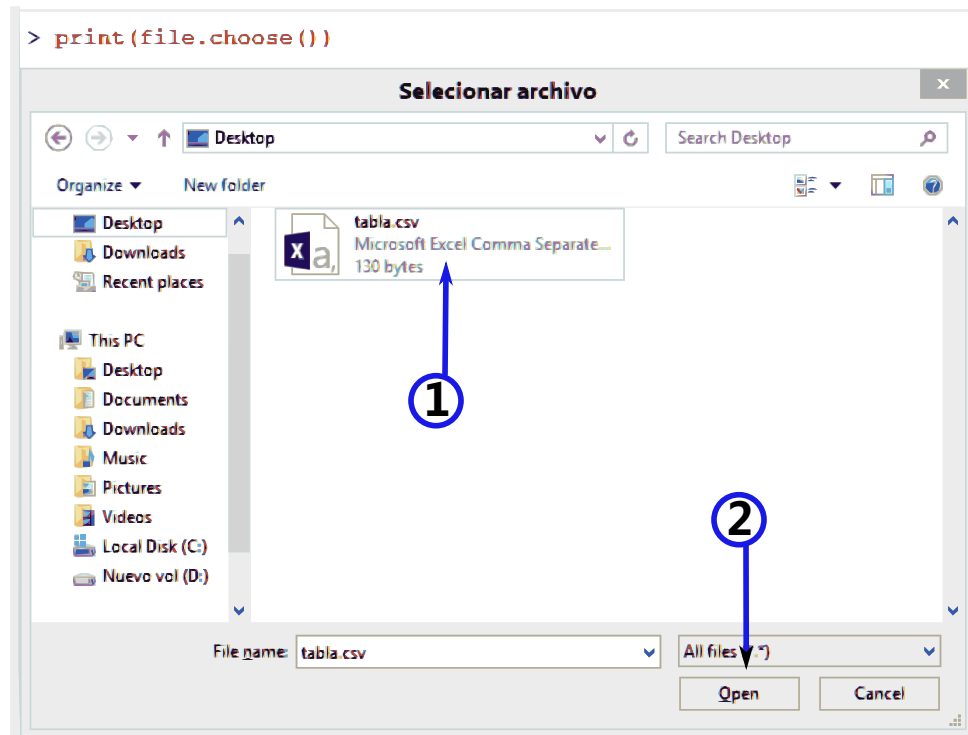 > print(file.choose())
Selecionar archivo
Desktop
Search Desktop
Organize
New folder
Desktop
Downloads
Recent places
This PC
Desktop
Documents
Downloads
Music
Pictures
Videos
Local Disk (C:)
Nuevo vol (D:)
tabla.csv
Microsoft Excel Comma Separate...
130 bytes
1
2
File name: tabla.csv
All files (*.*)
Open
Cancel